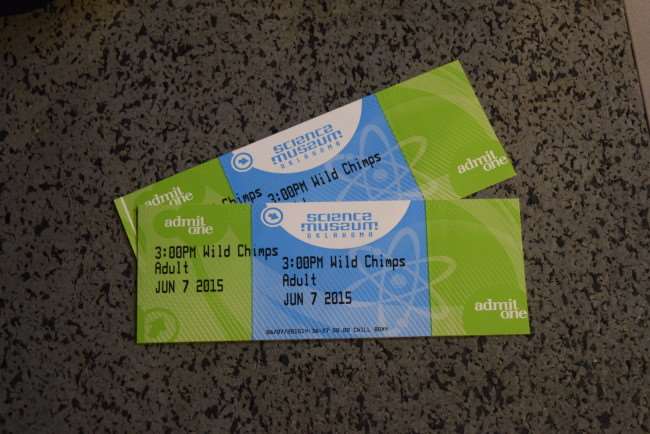 SCIENCE
MUSEUM
OKLAHOMA
admit
one
Chimps
3:00PM Wild Chimps
admit
one
admit
one
SCIENCE
MUSEUM
OKLAHOMA
3:00PM Wild Chimps
Adult
JUN 7 2015
3:00PM Wild Chimps
Adult
JUN 7 2015
admit
one